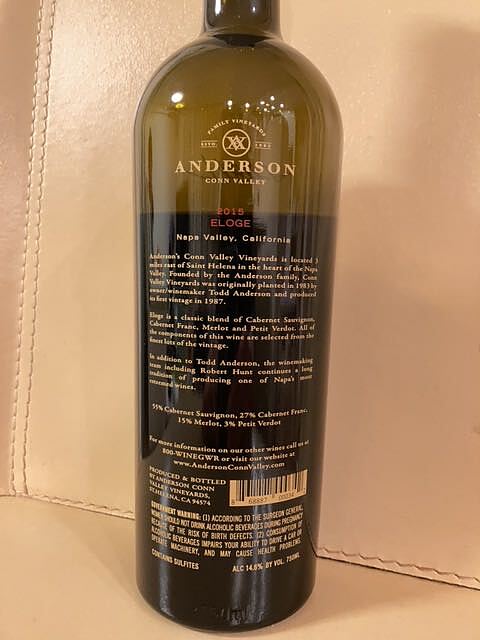 FAMILY VINEYARDS
ESTD. 1983
ANDERSON
CONN VALLEY
2015
ELOGE
Napa Valley, California
Anderson's Conn Valley Vineyards is located 3
miles east of Saint Helena in the heart of the Napa
Valley. Founded by the Anderson family, Conn
Valley Vineyards was originally planted in 1983 by
owner/winemaker Todd Anderson and produced
its first vintage in 1987.
Eloge is a classic blend of Cabernet Sauvignon,
Cabernet Franc, Merlot and Petit Verdot. All of
the components of this wine are selected from the
finest lots of the vintage.
In addition to Todd Anderson, the winemaking
team including Robert Hunt continues a long
tradition of producing one of Napa's most
esteemed wines.
55% Cabernet Sauvignon, 27% Cabernet Franc,
15% Merlot, 3% Petit Verdot
For more information on our other wines call us at
800-WINEGWR or visit our website at
www.AndersonConnValley.com
PRODUCED & BOTTLED
BY ANDERSON CONN
VALLEY VINEYARDS,
ST.HELENA, CA 94574
GOVERNMENT WARNING: (1) ACCORDING TO THE SURGEON GENERAL,
WOMEN SHOULD NOT DRINK ALCOHOLIC BEVERAGES DURING PREGNANCY
BECAUSE OF THE RISK OF BIRTH DEFECTS. (2) CONSUMPTION OF
ALCOHOLIC BEVERAGES IMPAIRS YOUR ABILITY TO DRIVE A CAR OR
OPERATE MACHINERY, AND MAY CAUSE HEALTH PROBLEMS.
CONTAINS SULFITES ALC 14.6% BY VOL. 750ML